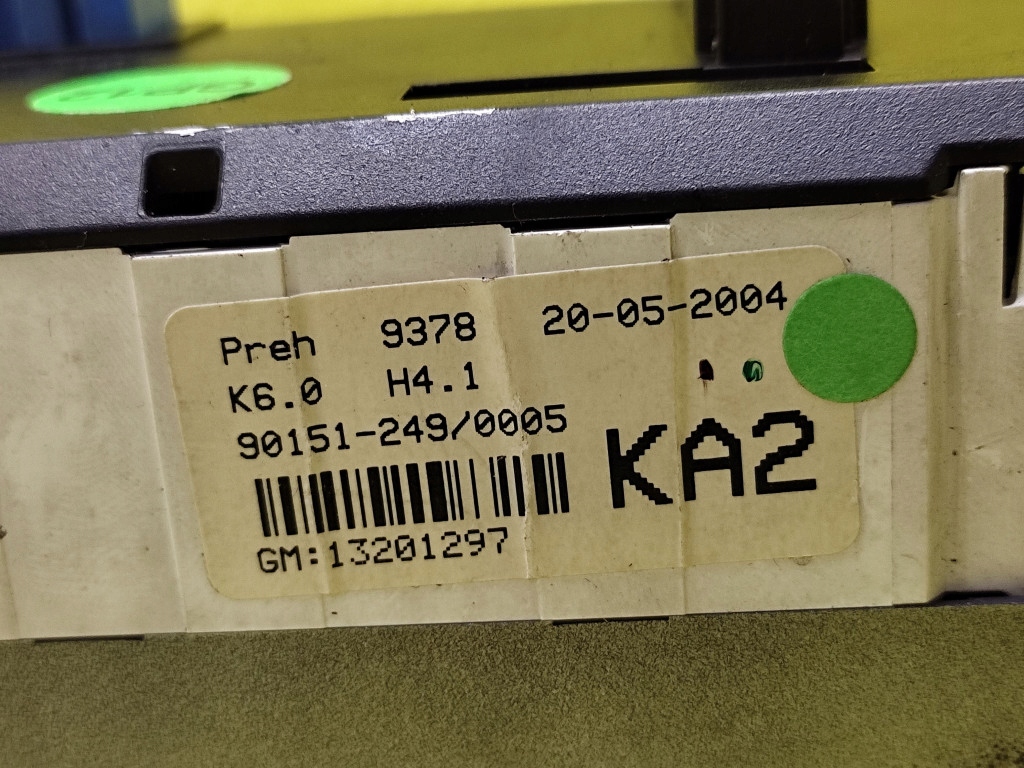 Preh 9378 20-05-2004
K6.0 H4.1
90151-249/0005
KA2
GM:13201297